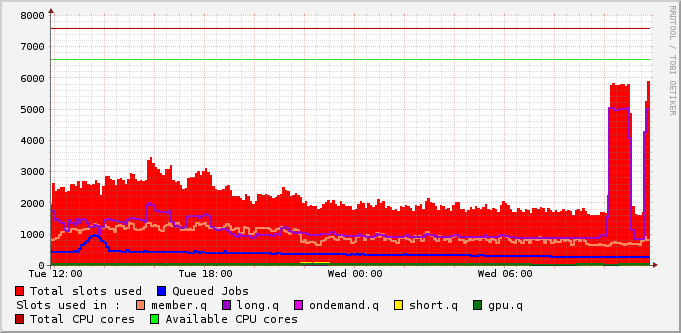 8000
7000
6000
5000
4000
3000
2000
1000
0
Tue 12:00 Tue 18:00 Wed 00:00 Wed 06:00
RRDTOOL / TOBI OETIKER
Total slots used Queued Jobs
Slots used in : member.q long.q ondemand.q short.q gpu.q
Total CPU cores Available CPU cores